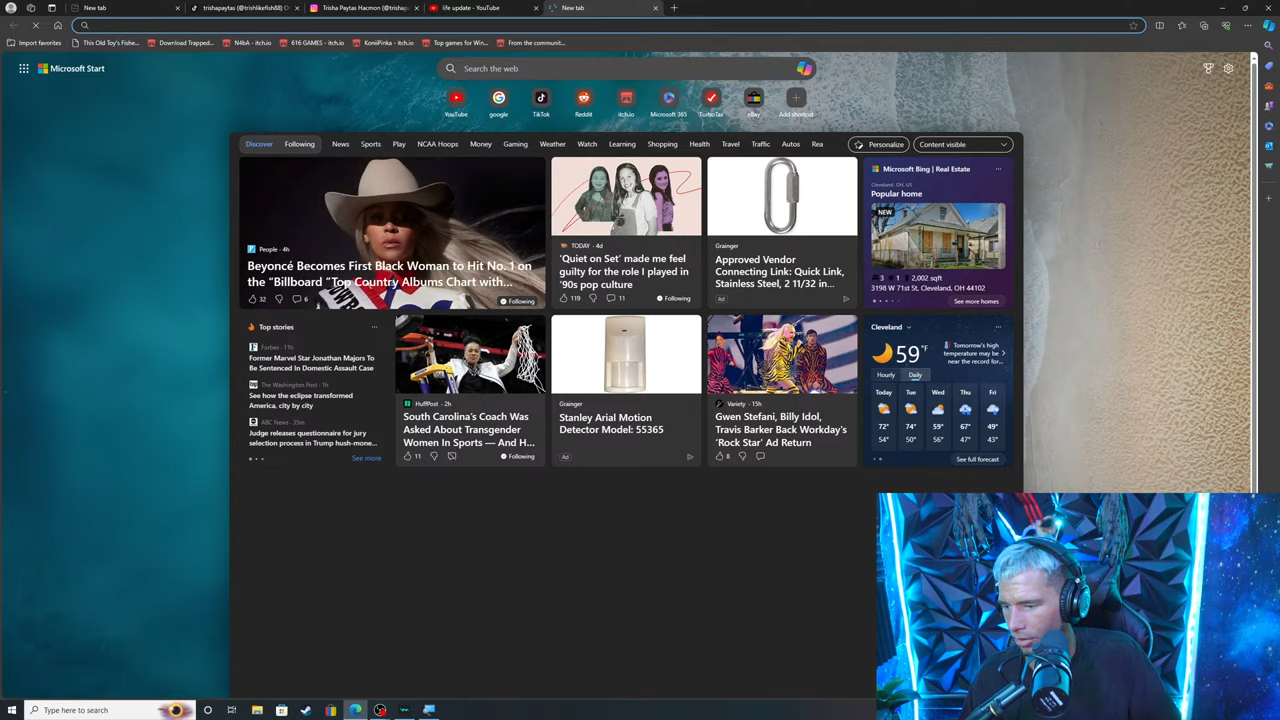 New tab
trishapaytas (@trishlikefish88) O
Trisha Paytas Hacmon (@trishap
life update - YouTube
New tab
Import favorites
This Old Toy's Fishe...
Download Trapped...
N4bA - itch.io
616 GAMES - itch.io
KoniiPinka - itch.io
Top games for Win...
From the communit...
Microsoft Start
Search the web
YouTube
google
TikTok
Reddit
itch.io
Microsoft 365
TurboTax
eBay
Add shortcut
Discover
Following
News
Sports
Play
NCAA Hoops
Money
Gaming
Weather
Watch
Learning
Shopping
Health
Travel
Traffic
Autos
Rea
Personalize
Content visible
People · 4h
Beyoncé Becomes First Black Woman to Hit No. 1 on
the "Billboard "Top Country Albums Chart with...
32
6
Following
TODAY · 4d
'Quiet on Set' made me feel
guilty for the role I played in
'90s pop culture
119
11
Following
Grainger
Approved Vendor
Connecting Link: Quick Link,
Stainless Steel, 2 11/32 in...
Ad
Microsoft Bing | Real Estate
Cleveland, OH, US
Popular home
NEW
3
1
2,002 sqft
3198 W 71st St, Cleveland, OH 44102
See more homes
Top stories
Forbes · 11h
Former Marvel Star Jonathan Majors To
Be Sentenced In Domestic Assault Case
The Washington Post · 1h
See how the eclipse transformed
America, city by city
ABC News · 35m
Judge releases questionnaire for jury
selection process in Trump hush-mone...
See more
HuffPost · 2h
South Carolina's Coach Was
Asked About Transgender
Women In Sports — And H...
11
Following
Grainger
Stanley Arial Motion
Detector Model: 55365
Ad
Variety · 15h
Gwen Stefani, Billy Idol,
Travis Barker Back Workday's
'Rock Star' Ad Return
8
Cleveland
59 °F
Tomorrow's high
temperature may be
near the record for...
Hourly
Daily
Today
Tue
Wed
Thu
Fri
72°
74°
59°
67°
49°
54°
50°
56°
47°
43°
See full forecast
Type here to search